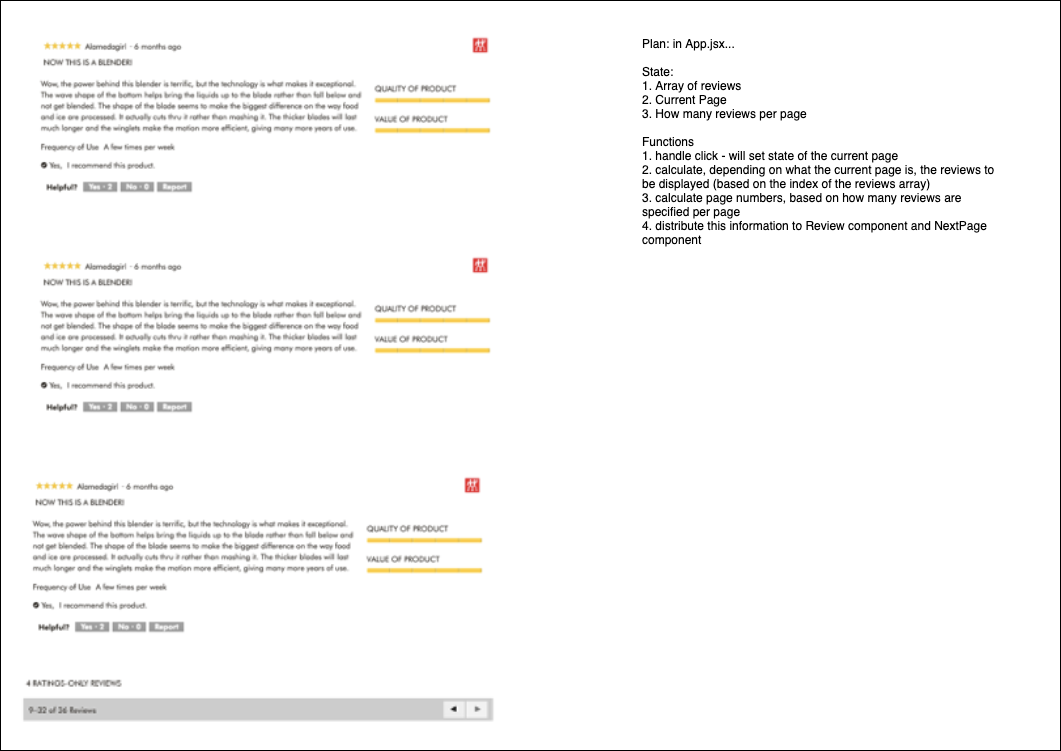 ★★★★★ Alamedagirl · 6 months ago
NOW THIS IS A BLENDER!
Wow, the power behind this blender is terrific, but the technology is what makes it exceptional.
The wave shape of the bottom helps bring the liquids up to the blade rather than fall below and
not get blended. The shape of the blade seems to make the biggest difference on the way food
and ice are processed. It actually cuts thru it rather than mashing it. The thicker blades will last
much longer and the winglets make the motion more efficient, giving many more years of use.
Frequency of Use A few times per week
Yes, I recommend this product.
Helpful? Yes · 2 No · 0 Report
QUALITY OF PRODUCT
VALUE OF PRODUCT
★★★★★ Alamedagirl · 6 months ago
NOW THIS IS A BLENDER!
Wow, the power behind this blender is terrific, but the technology is what makes it exceptional.
The wave shape of the bottom helps bring the liquids up to the blade rather than fall below and
not get blended. The shape of the blade seems to make the biggest difference on the way food
and ice are processed. It actually cuts thru it rather than mashing it. The thicker blades will last
much longer and the winglets make the motion more efficient, giving many more years of use.
Frequency of Use A few times per week
Yes, I recommend this product.
Helpful? Yes · 2 No · 0 Report
QUALITY OF PRODUCT
VALUE OF PRODUCT
★★★★★ Alamedagirl · 6 months ago
NOW THIS IS A BLENDER!
Wow, the power behind this blender is terrific, but the technology is what makes it exceptional.
The wave shape of the bottom helps bring the liquids up to the blade rather than fall below and
not get blended. The shape of the blade seems to make the biggest difference on the way food
and ice are processed. It actually cuts thru it rather than mashing it. The thicker blades will last
much longer and the winglets make the motion more efficient, giving many more years of use.
Frequency of Use A few times per week
Yes, I recommend this product.
Helpful? Yes · 2 No · 0 Report
QUALITY OF PRODUCT
VALUE OF PRODUCT
4 RATINGS-ONLY REVIEWS
9–32 of 36 Reviews
Plan: in App.jsx...
State:
1. Array of reviews
2. Current Page
3. How many reviews per page
Functions
1. handle click - will set state of the current page
2. calculate, depending on what the current page is, the reviews to
be displayed (based on the index of the reviews array)
3. calculate page numbers, based on how many reviews are
specified per page
4. distribute this information to Review component and NextPage
component